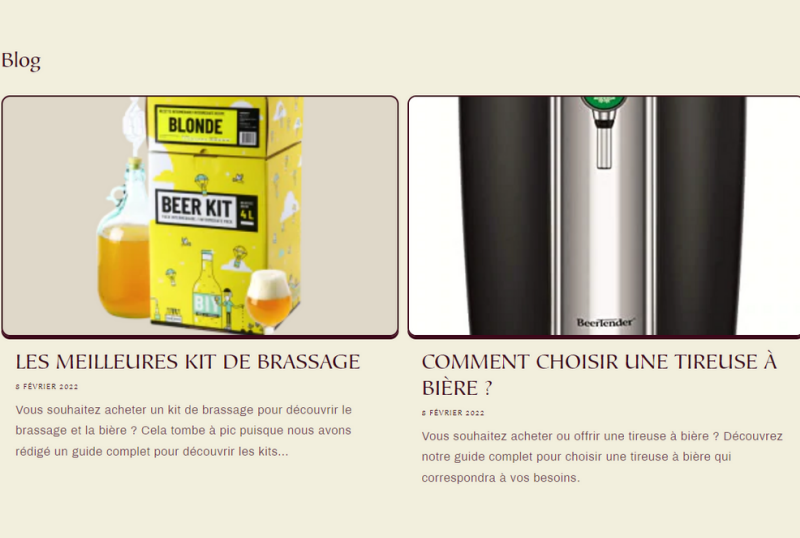 Blog
BLONDE
BEER KIT
4 L
BIY
BEERTENDER
LES MEILLEURES KIT DE BRASSAGE
8 FÉVRIER 2022
Vous souhaitez acheter un kit de brassage pour découvrir le
brassage et la bière ? Cela tombe à pic puisque nous avons
rédigé un guide complet pour découvrir les kits...
COMMENT CHOISIR UNE TIREUSE À
BIÈRE ?
8 FÉVRIER 2022
Vous souhaitez acheter ou offrir une tireuse à bière ? Découvrez
notre guide complet pour choisir une tireuse à bière qui
correspondra à vos besoins.